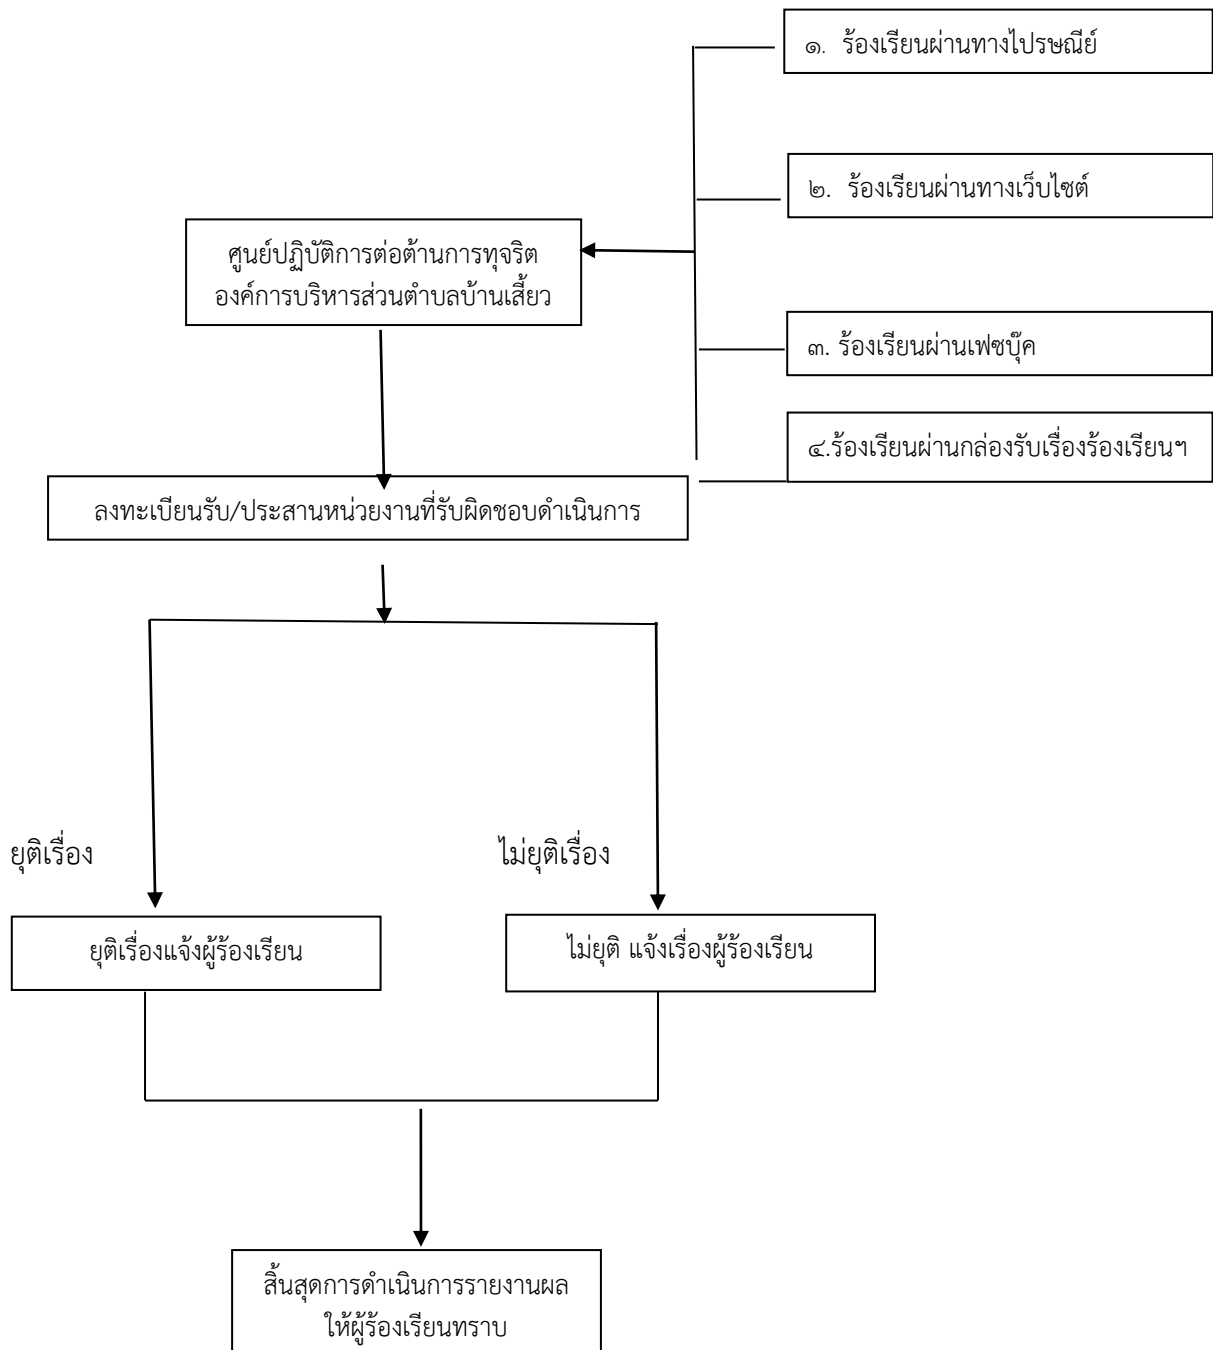 ๑. ร้องเรียนผ่านทางไปรษณีย์
๒. ร้องเรียนผ่านทางเว็บไซต์
ศูนย์ปฏิบัติการต่อต้านการทุจริต
องค์การบริหารส่วนตำบลบ้านเสี้ยว
๓. ร้องเรียนผ่านเฟซบุ๊ค
๔.ร้องเรียนผ่านกล่องรับเรื่องร้องเรียนฯ
ลงทะเบียนรับ/ประสานหน่วยงานที่รับผิดชอบดำเนินการ
ยุติเรื่อง
ไม่ยุติเรื่อง
ยุติเรื่องแจ้งผู้ร้องเรียน
ไม่ยุติ แจ้งเรื่องผู้ร้องเรียน
สิ้นสุดการดำเนินการรายงานผล
ให้ผู้ร้องเรียนทราบ